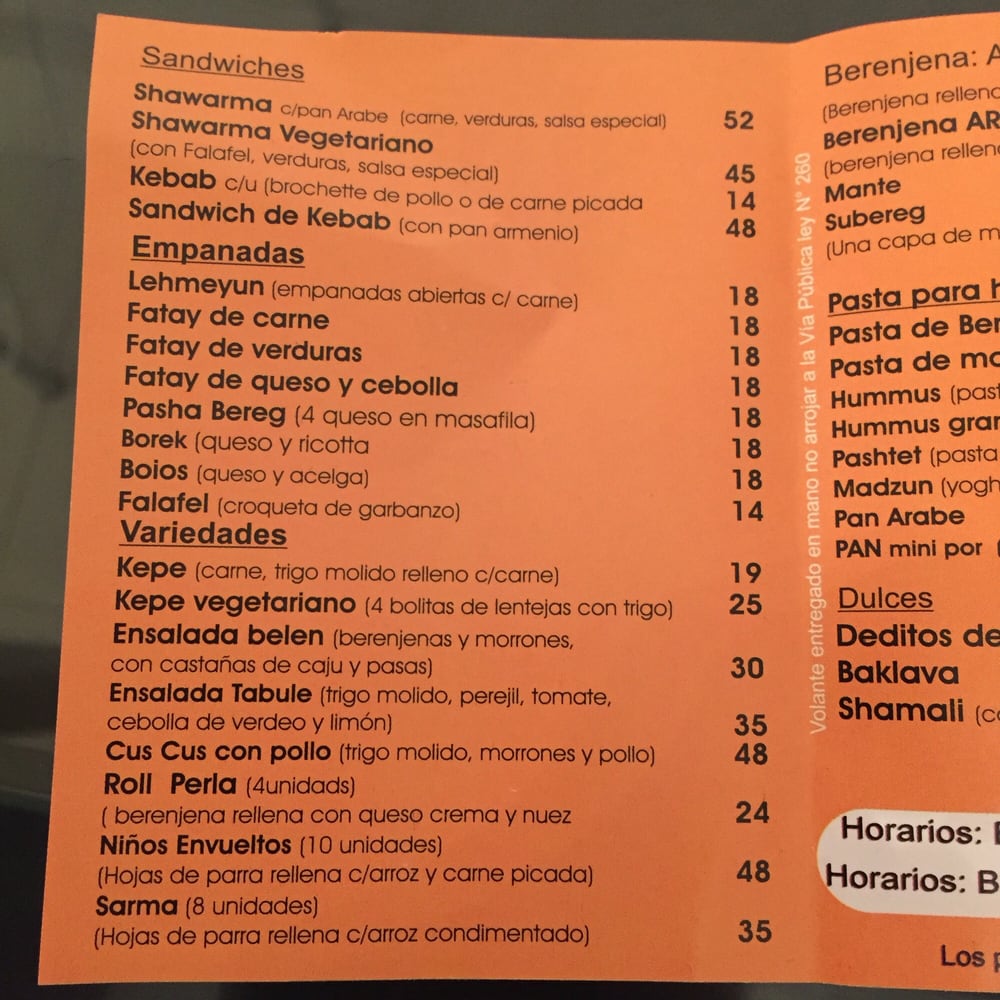 Sandwiches
Shawarma c/pan Arabe (carne, verduras, salsa especial) 52
Shawarma Vegetariano
(con Falafel, verduras, salsa especial) 45
Kebab c/u (brochette de pollo o de carne picada 14
Sandwich de Kebab (con pan armenio) 48
Empanadas
Lehmeyun (empanadas abiertas c/ carne) 18
Fatay de carne 18
Fatay de verduras 18
Fatay de queso y cebolla 18
Pasha Bereg (4 queso en masafila) 18
Borek (queso y ricotta 18
Boios (queso y acelga) 18
Falafel (croqueta de garbanzo) 14
Variedades
Kepe (carne, trigo molido relleno c/carne) 19
Kepe vegetariano (4 bolitas de lentejas con trigo) 25
Ensalada belen (berenjenas y morrones,
con castañas de caju y pasas) 30
Ensalada Tabule (trigo molido, perejil, tomate,
cebolla de verdeo y limón) 35
Cus Cus con pollo (trigo molido, morrones y pollo) 48
Roll Perla (4unidads)
( berenjena rellena con queso crema y nuez 24
Niños Envueltos (10 unidades)
(Hojas de parra rellena c/arroz y carne picada) 48
Sarma (8 unidades)
(Hojas de parra rellena c/arroz condimentado) 35
Volante entregado en mano no arrojar a la Vía Pública ley N° 260
Berenjena:
(Berenjena
Berenjena
(berenjena
Mante
Subereg
(Una capa de
Pasta para
Pasta de
Pasta de
Hummus
Hummus
Pashtet (pasta
Madzun
Pan Arabe
PAN mini por
Dulces
Deditos de
Baklava
Shamali
Horarios:
Horarios:
Los